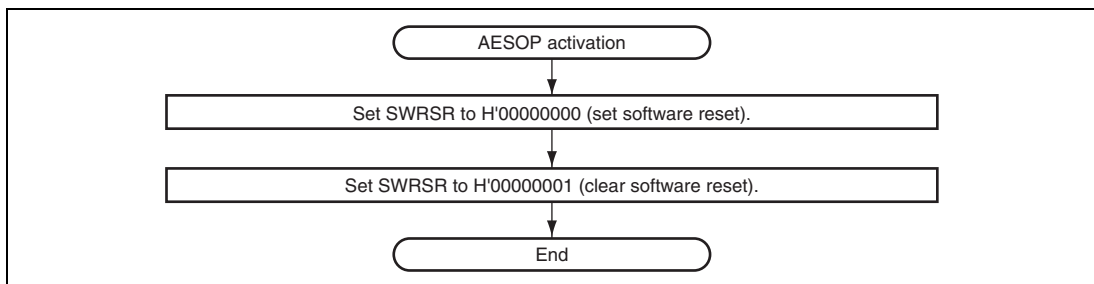 AESOP activation
Set SWRSR to H'00000000 (set software reset).
Set SWRSR to H'00000001 (clear software reset).
End